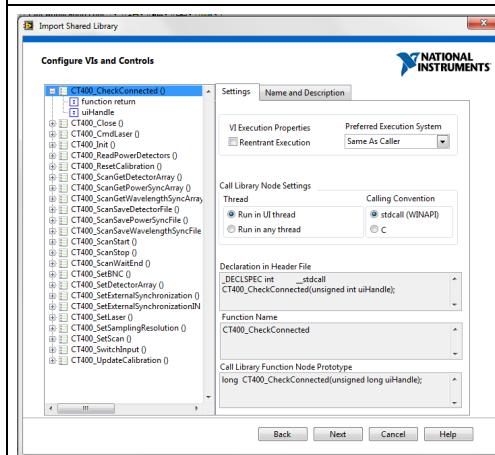 Import Shared Library
Configure VIs and Controls
NATIONAL
INSTRUMENTS
CT400_CheckConnected ()
function return
uiHandle
CT400_Close ()
CT400_CmdLaser ()
CT400_Init ()
CT400_ReadPowerDetectors ()
CT400_ResetCalibration ()
CT400_ScanGetDetectorArray ()
CT400_ScanGetPowerSyncArray ()
CT400_ScanGetWavelengthSyncArray
CT400_ScanSaveDetectorFile ()
CT400_ScanSavePowerSyncFile ()
CT400_ScanSaveWavelengthSyncFile
CT400_ScanStart ()
CT400_ScanStop ()
CT400_ScanWaitEnd ()
CT400_SetBNC ()
CT400_SetDetectorArray ()
CT400_SetExternalSynchronization ()
CT400_SetExternalSynchronizationIN
CT400_SetLaser ()
CT400_SetSamplingResolution ()
CT400_SetScan ()
CT400_SwitchInput ()
CT400_UpdateCalibration ()
Settings
Name and Description
VI Execution Properties
Reentrant Execution
Preferred Execution System
Same As Caller
Call Library Node Settings
Thread
Run in UI thread
Run in any thread
Calling Convention
stdcall (WINAPI)
C
Declaration in Header File
_DECLSPEC int __stdcall
CT400_CheckConnected(unsigned int uiHandle);
Function Name
CT400_CheckConnected
Call Library Function Node Prototype
long CT400_CheckConnected(unsigned long uiHandle);
Back
Next
Cancel
Help